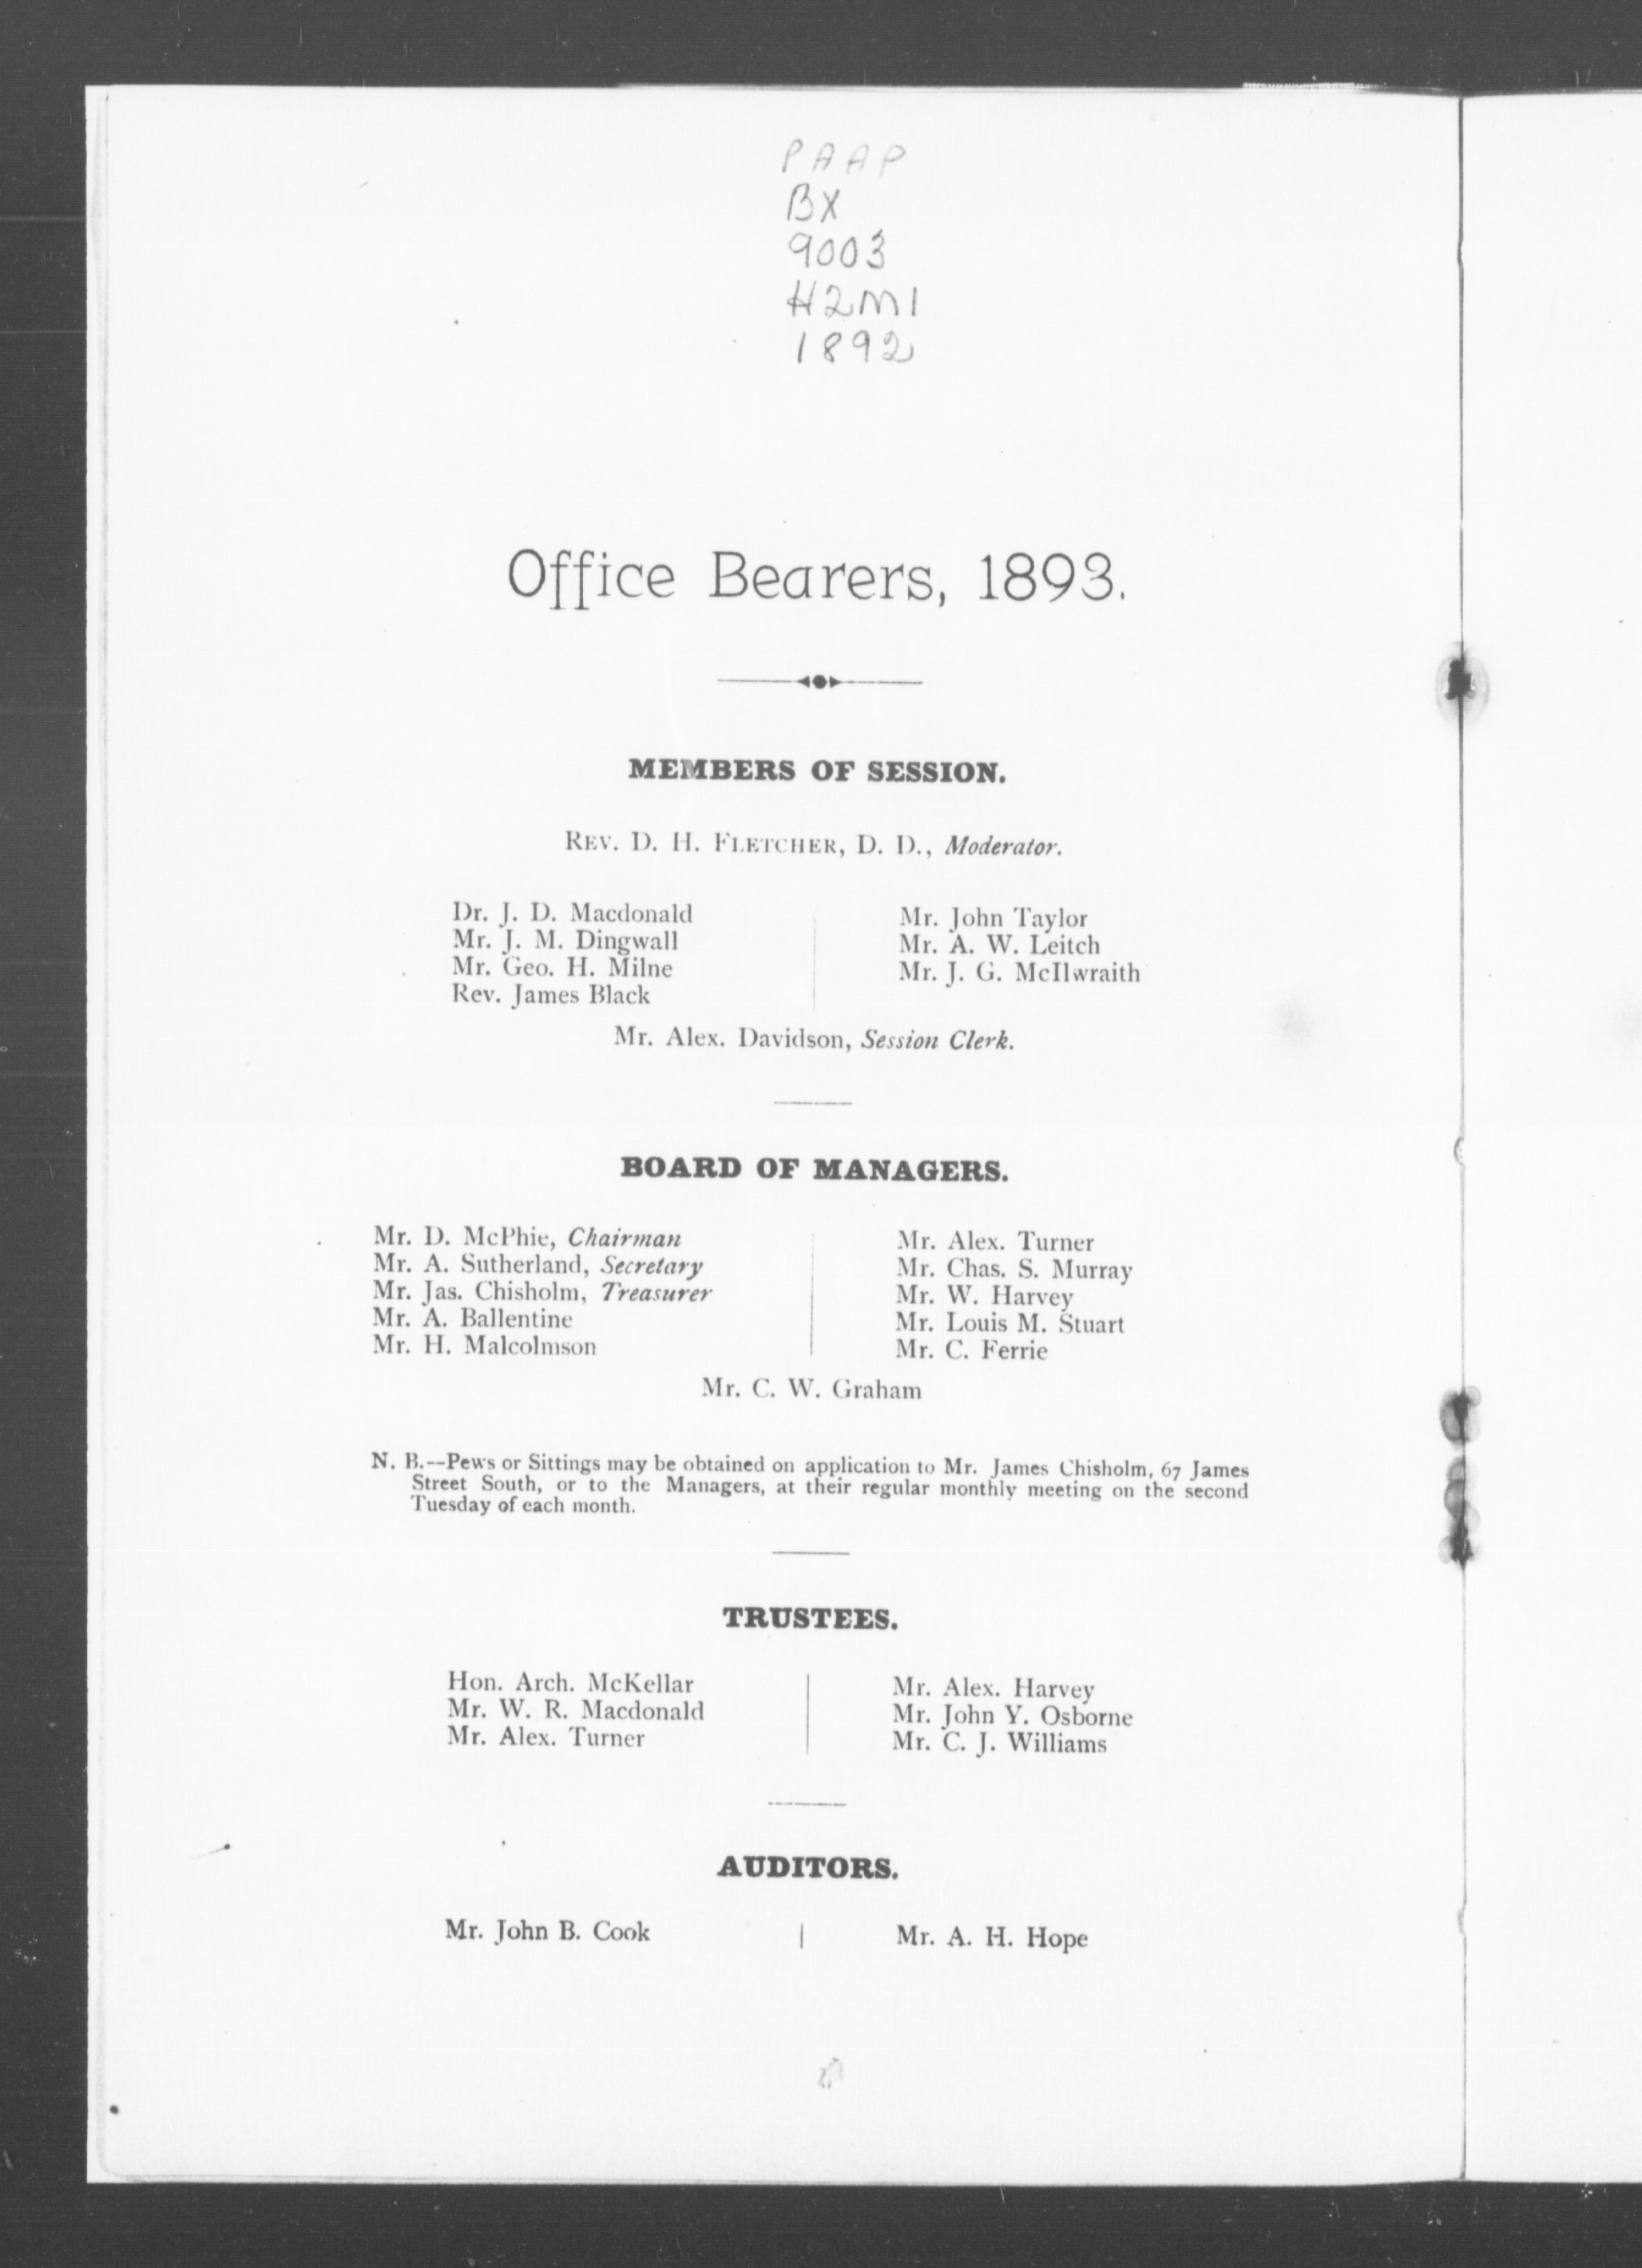 PAAP
BX
9003
H2M1
1892
Office Bearers, 1893.
MEMBERS OF SESSION.
REV. D. H. FLETCHER, D. D., Moderator.
Dr. J. D. Macdonald
Mr. J. M. Dingwall
Mr. Geo. H. Milne
Rev. James Black
Mr. John Taylor
Mr. A. W. Leitch
Mr. J. G. McIlwraith
Mr. Alex. Davidson, Session Clerk.
BOARD OF MANAGERS.
Mr. D. McPhie, Chairman
Mr. A. Sutherland, Secretary
Mr. Jas. Chisholm, Treasurer
Mr. A. Ballentine
Mr. H. Malcolmson
Mr. Alex. Turner
Mr. Chas. S. Murray
Mr. W. Harvey
Mr. Louis M. Stuart
Mr. C. Ferrie
Mr. C. W. Graham
N. B.--Pews or Sittings may be obtained on application to Mr. James Chisholm, 67 James
Street South, or to the Managers, at their regular monthly meeting on the second
Tuesday of each month.
TRUSTEES.
Hon. Arch. McKellar
Mr. W. R. Macdonald
Mr. Alex. Turner
Mr. Alex. Harvey
Mr. John Y. Osborne
Mr. C. J. Williams
AUDITORS.
Mr. John B. Cook
Mr. A. H. Hope